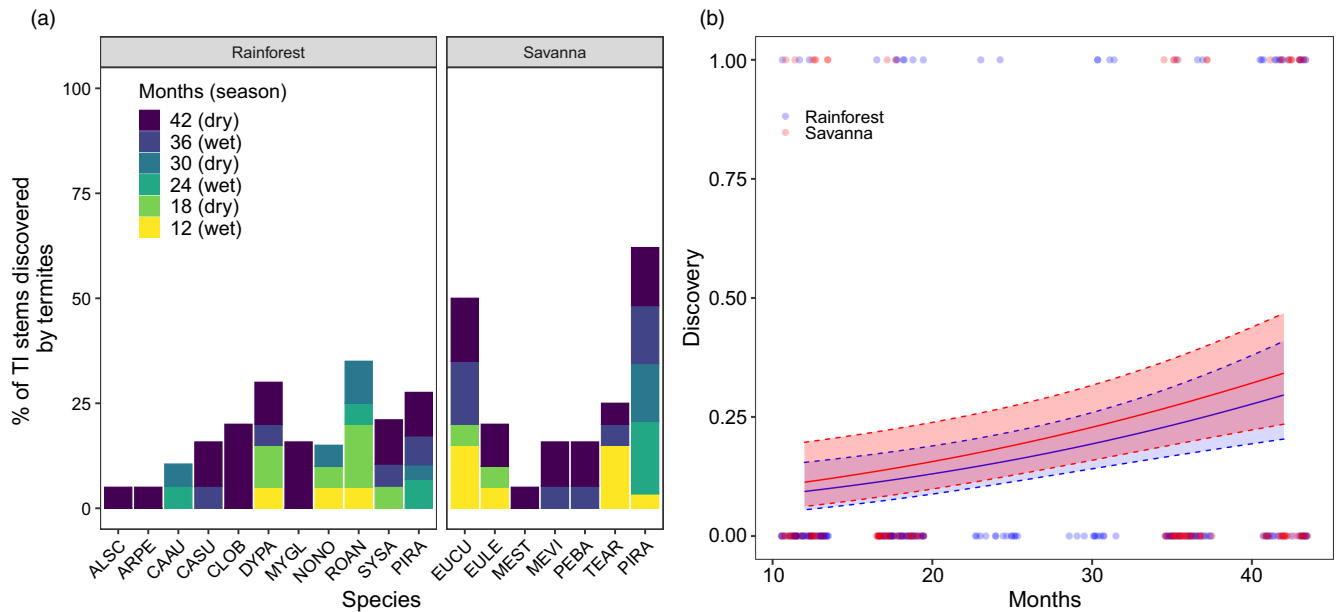 (a)
Rainforest
Savanna
100
75
50
25
0
% of TI stems discovered
by termites
Months (season)
42 (dry)
36 (wet)
30 (dry)
24 (wet)
18 (dry)
12 (wet)
ALSC
ARPE
CAAU
CASU
CLOB
DYPA
MYGL
NONO
ROAN
SYSA
PIRA
EUCU
EULE
MEST
MEVI
PEBA
TEAR
PIRA
Species
(b)
1.00
0.75
0.50
0.25
0.00
Discovery
Rainforest
Savanna
10
20
30
40
Months